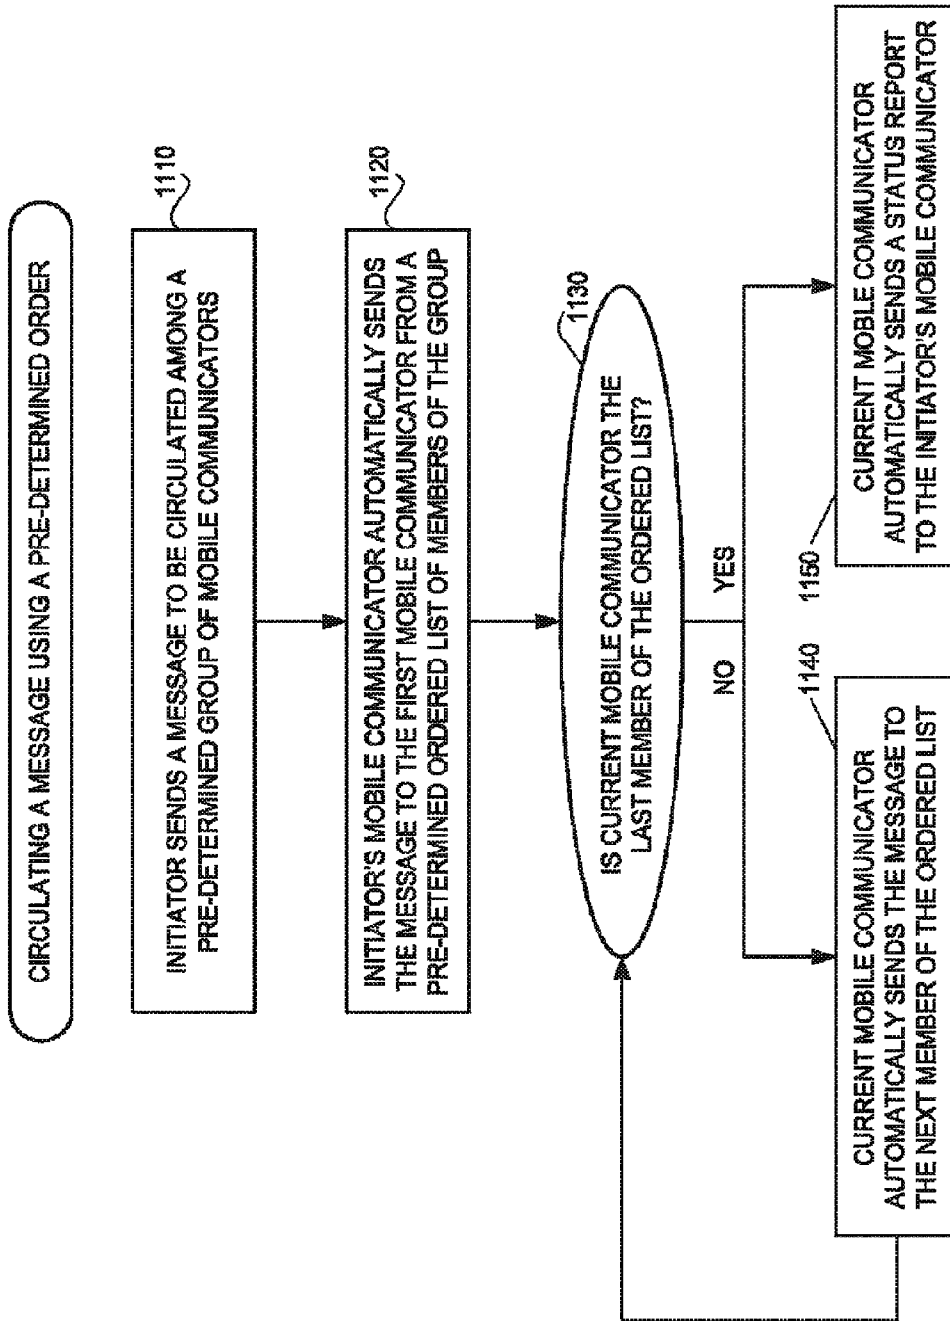 CIRCULATING A MESSAGE USING A PRE-DETERMINED ORDER
1110
INITIATOR SENDS A MESSAGE TO BE CIRCULATED AMONG A
PRE-DETERMINED GROUP OF MOBILE COMMUNICATORS
1120
INITIATOR'S MOBILE COMMUNICATOR AUTOMATICALLY SENDS
THE MESSAGE TO THE FIRST MOBILE COMMUNICATOR FROM A
PRE-DETERMINED ORDERED LIST OF MEMBERS OF THE GROUP
1130
IS CURRENT MOBILE COMMUNICATOR THE
LAST MEMBER OF THE ORDERED LIST?
NO
YES
1140
CURRENT MOBILE COMMUNICATOR
AUTOMATICALLY SENDS THE MESSAGE TO
THE NEXT MEMBER OF THE ORDERED LIST
1150
CURRENT MOBLE COMMUNICATOR
AUTOMATICALLY SENDS A STATUS REPORT
TO THE INITIATOR'S MOBILE COMMUNICATOR